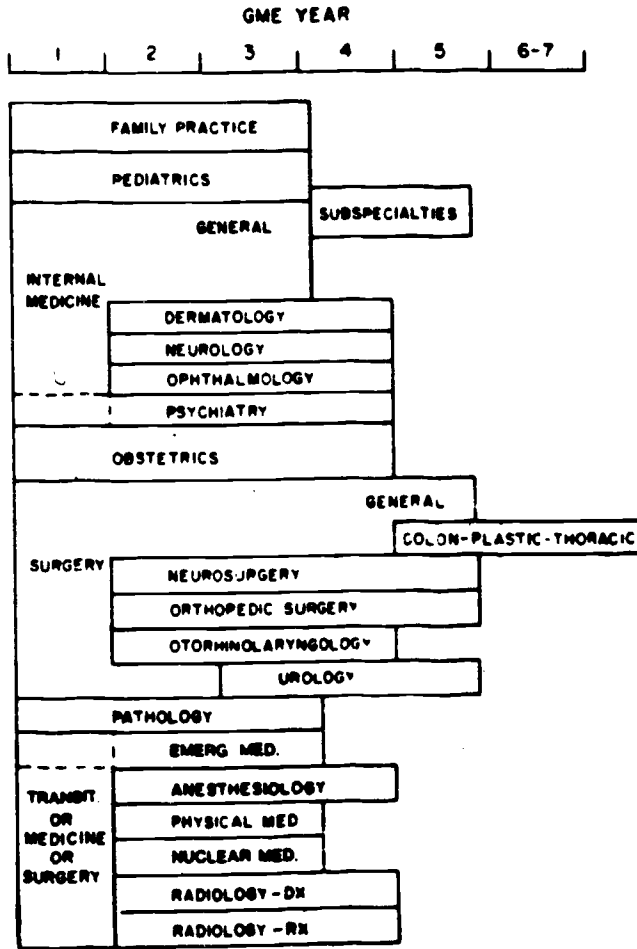 GME YEAR
1 2 3 4 5 6-7
FAMILY PRACTICE
PEDIATRICS
GENERAL
SUBSPECIALTIES
INTERNAL
MEDICINE
DERMATOLOGY
NEUROLOGY
OPHTHALMOLOGY
PSYCHIATRY
OBSTETRICS
GENERAL
COLON-PLASTIC-THORACIC
SURGERY
NEUROSURGERY
ORTHOPEDIC SURGERY
OTORHINOLARYNGOLOGY
UROLOGY
PATHOLOGY
EMERG MED.
TRANSIT.
OR
MEDICINE
OR
SURGERY
ANESTHESIOLOGY
PHYSICAL MED
NUCLEAR MED.
RADIOLOGY-DX
RADIOLOGY-RX